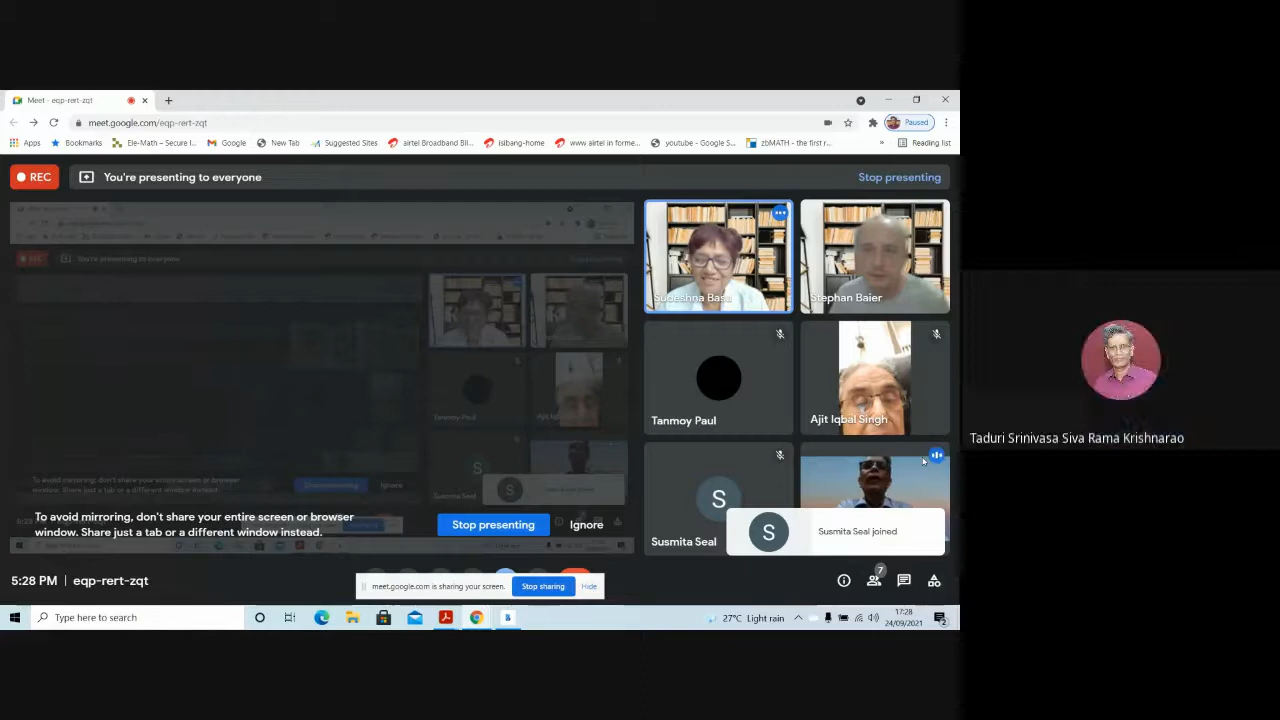 Meet - eqp-rert-zqt
meet.google.com/eqp-rert-zqt
Paused
Apps
Bookmarks
Ele-Math – Secure l...
Google
New Tab
Suggested Sites
airtel Broadband Bil...
isibang-home
www airtel in forme...
youtube - Google S...
zbMATH - the first r...
»
Reading list
REC
You're presenting to everyone
Stop presenting
Sudeshna Basu
Stephan Baier
Tanmoy Paul
Ajit Iqbal Singh
Taduri Srinivasa Siva Rama Krishnarao
To avoid mirroring, don't share your entire screen or browser
window. Share just a tab or a different window instead.
Stop presenting
Ignore
S
Susmita Seal
S
Susmita Seal joined
5:28 PM | eqp-rert-zqt
7
meet.google.com is sharing your screen.
Stop sharing
Hide
Type here to search
27°C Light rain
17:28
24/09/2021
2